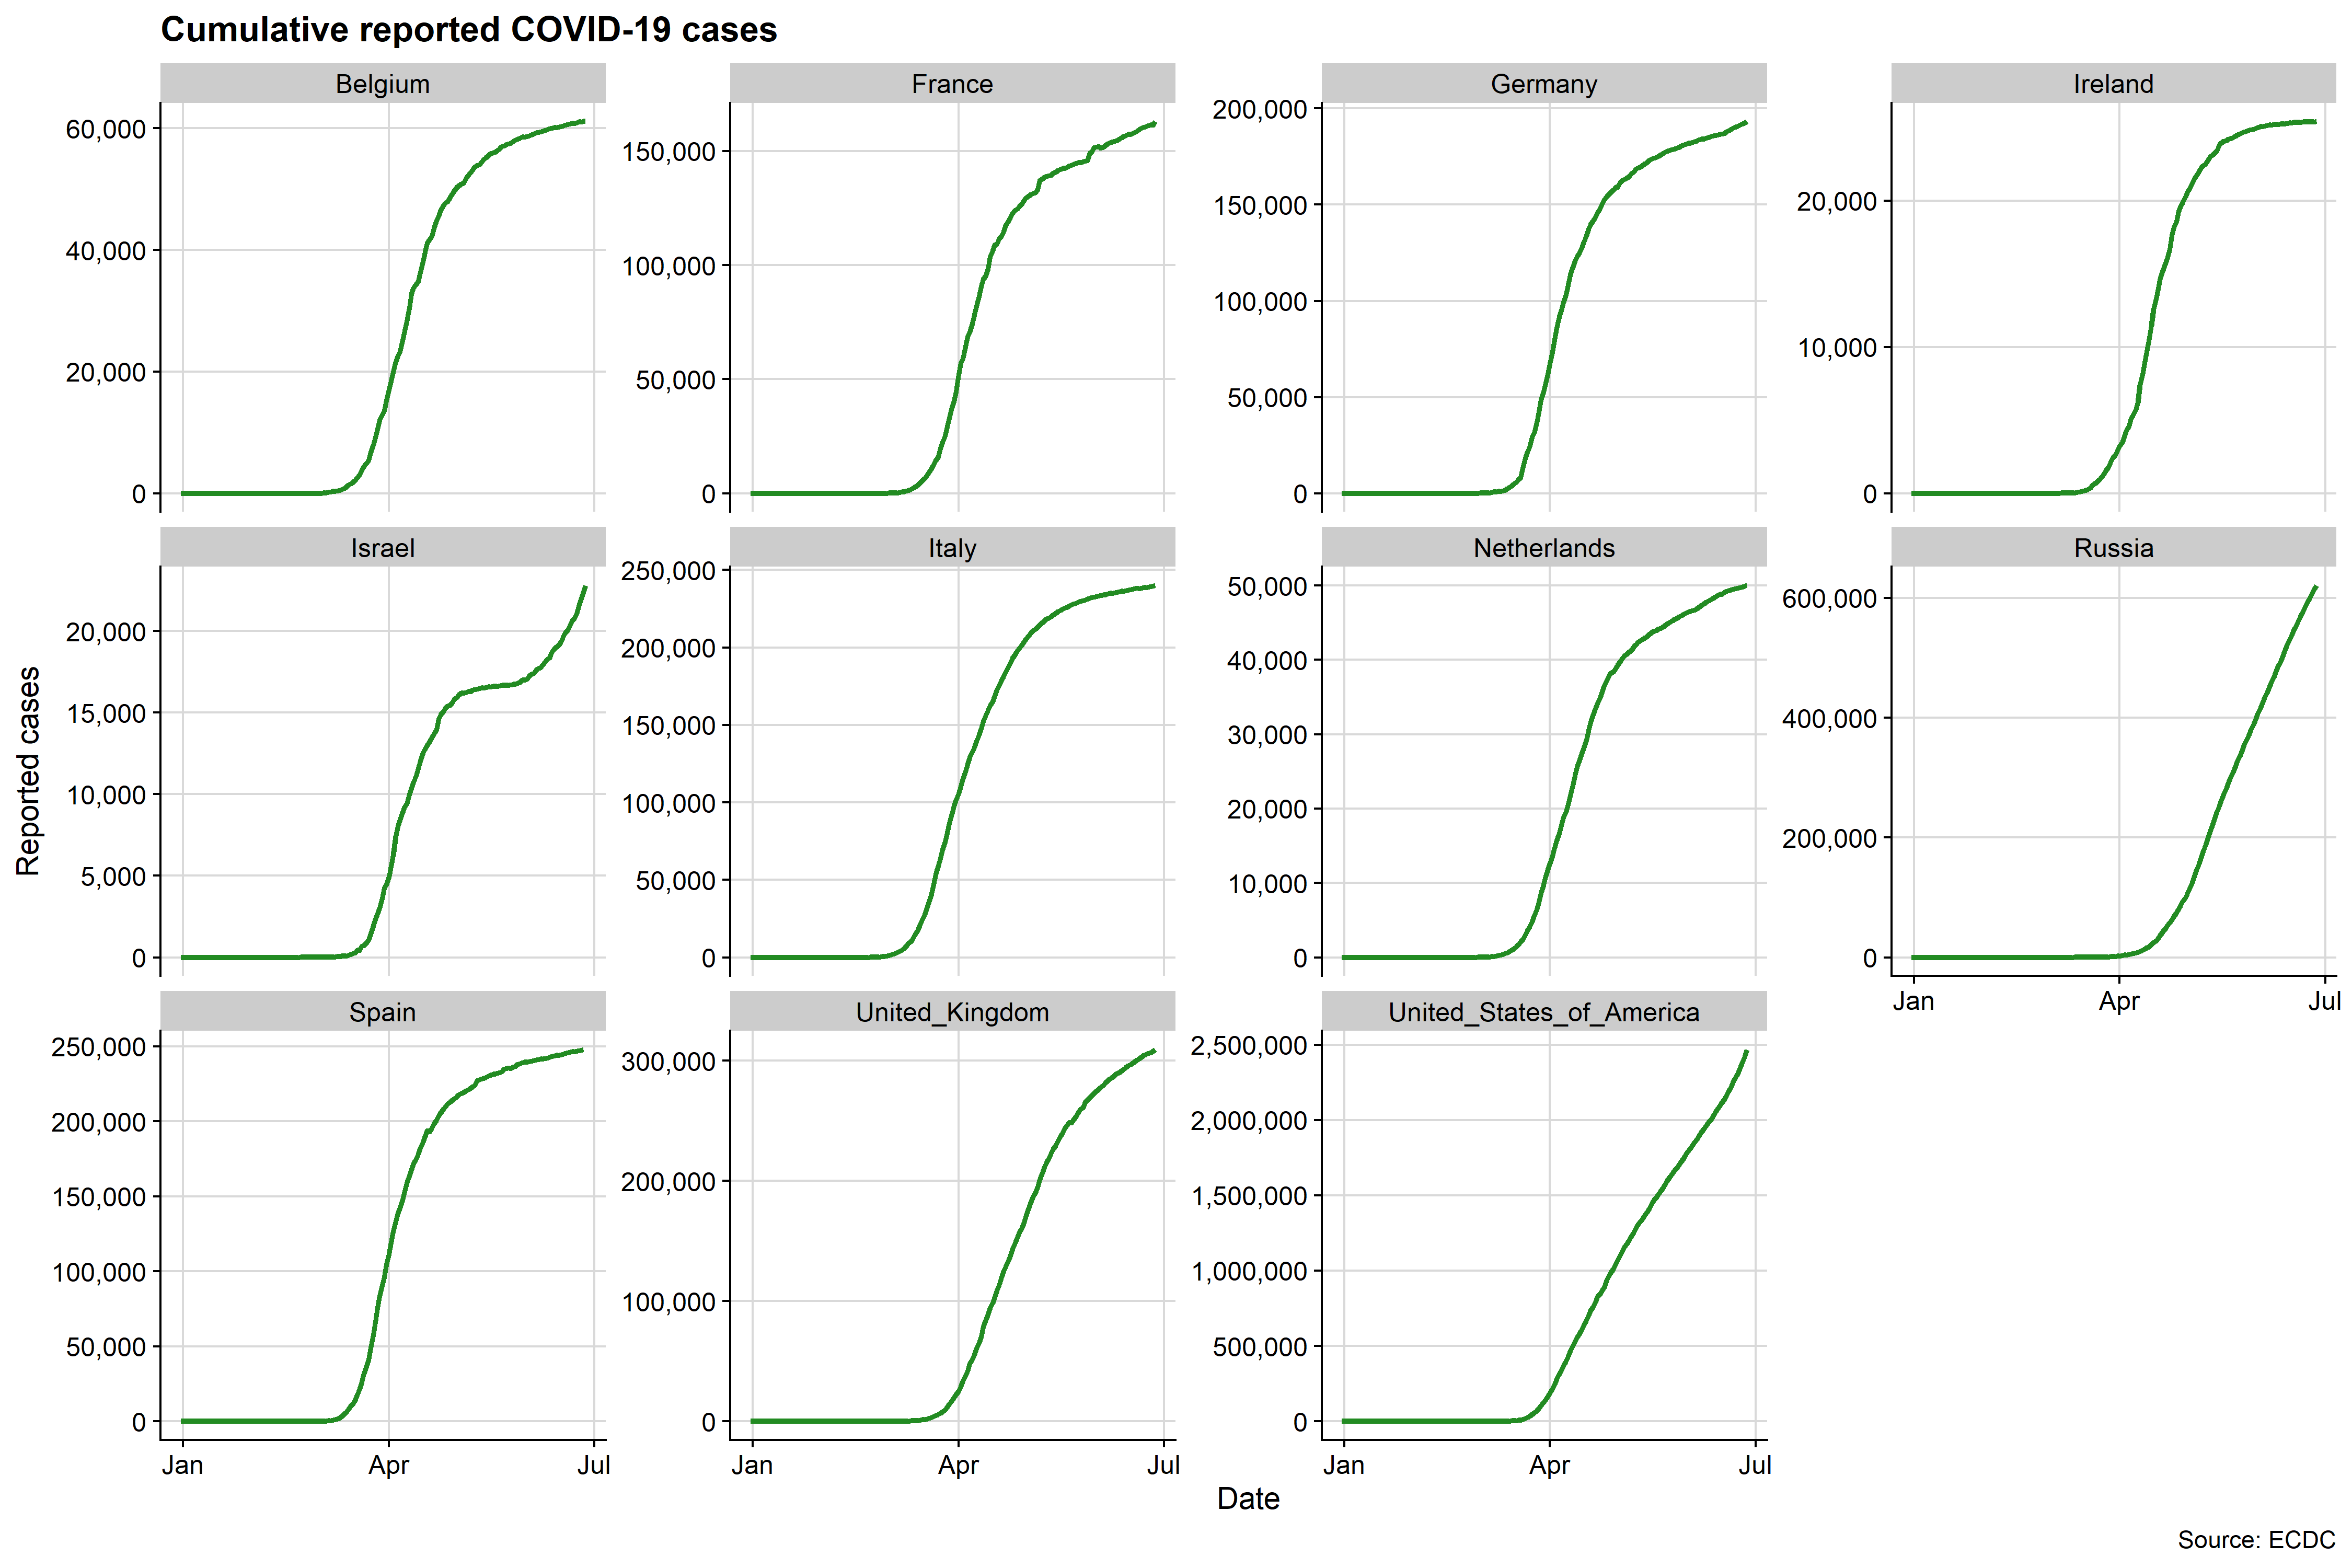 Cumulative reported COVID-19 cases
Belgium
France
Germany
Ireland
60,000
40,000
20,000
0
150,000
100,000
50,000
0
200,000
150,000
100,000
50,000
0
20,000
10,000
0
Israel
Italy
Netherlands
Russia
20,000
15,000
10,000
5,000
0
250,000
200,000
150,000
100,000
50,000
0
50,000
40,000
30,000
20,000
10,000
0
600,000
400,000
200,000
0
Jan Apr Jul
Reported cases
Spain
United_Kingdom
United_States_of_America
250,000
200,000
150,000
100,000
50,000
0
300,000
200,000
100,000
0
2,500,000
2,000,000
1,500,000
1,000,000
500,000
0
Jan Apr Jul
Jan Apr Jul
Jan Apr Jul
Date
Source: ECDC